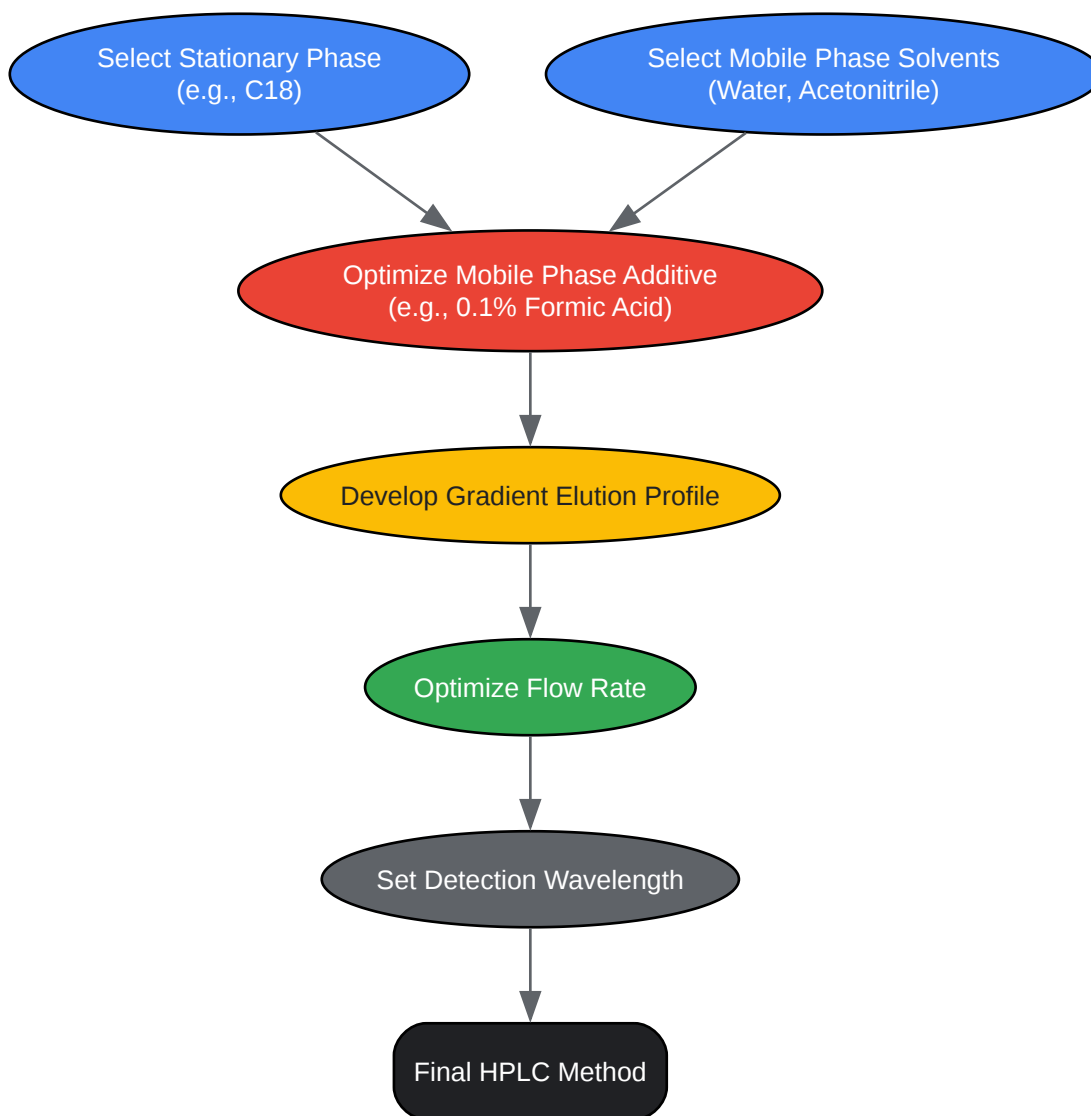 Select Stationary Phase
(e.g., C18)
Select Mobile Phase Solvents
(Water, Acetonitrile)
Optimize Mobile Phase Additive
(e.g., 0.1% Formic Acid)
Develop Gradient Elution Profile
Optimize Flow Rate
Set Detection Wavelength
Final HPLC Method